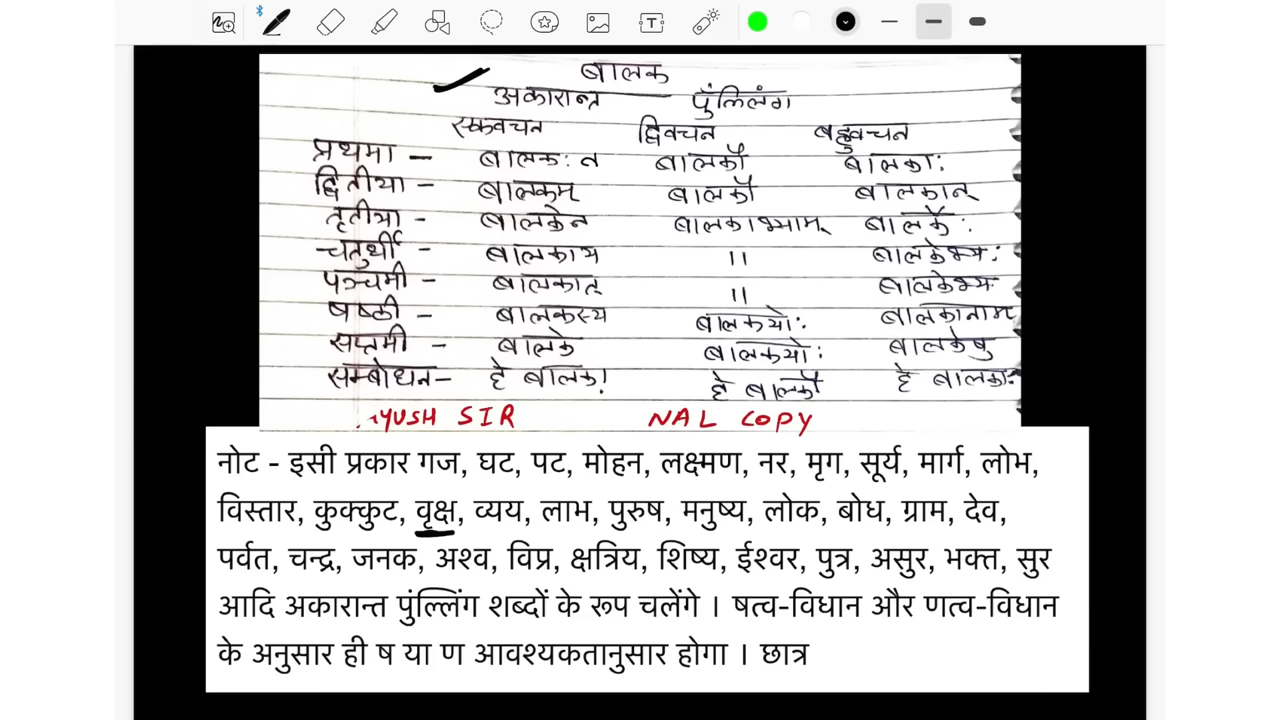 बालक
अकारान्त पुँल्लिंग
एकवचन द्विवचन बहुवचन
प्रथमा – बालक: त बालकौ बालका:
द्वितीया – बालकम् बालकौ बालकान्
तृतीया – बालकेन बालकाभ्याम् बालकै:
चतुर्थी – बालकाय " बालकेभ्य:
पञ्चमी – बालकात् " बालकेभ्य
षष्ठी – बालकस्य बालकयो: बालकानाम्
सप्तमी – बालके बालकयो: बालकेषु
सम्बोधन– हे बालक! हे बालकौ हे बालका:
AYUSH SIR NAL COPY
नोट - इसी प्रकार गज, घट, पट, मोहन, लक्ष्मण, नर, मृग, सूर्य, मार्ग, लोभ,
विस्तार, कुक्कुट, वृक्ष, व्यय, लाभ, पुरुष, मनुष्य, लोक, बोध, ग्राम, देव,
पर्वत, चन्द्र, जनक, अश्व, विप्र, क्षत्रिय, शिष्य, ईश्वर, पुत्र, असुर, भक्त, सुर
आदि अकारान्त पुंल्लिंग शब्दों के रूप चलेंगे । षत्व-विधान और णत्व-विधान
के अनुसार ही ष या ण आवश्यकतानुसार होगा । छात्र